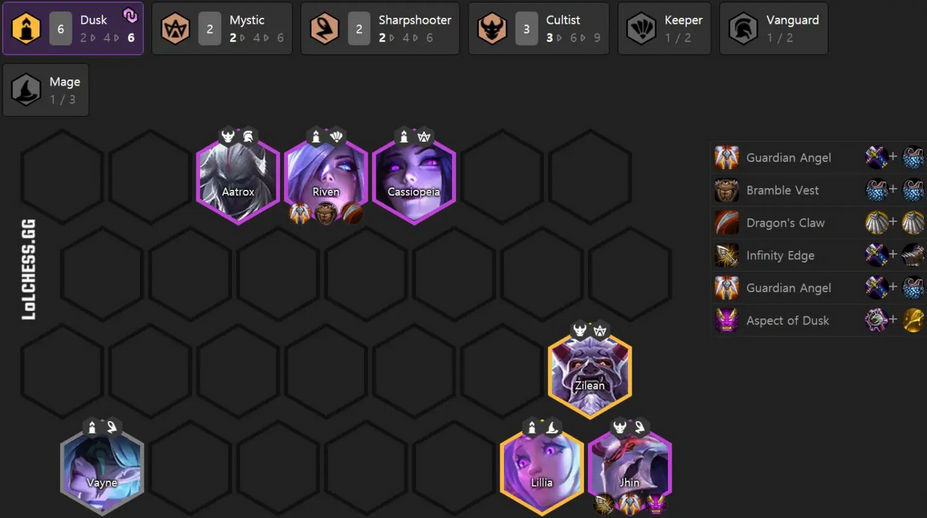 Dusk
6
2 4 6
Mystic
2
2 4 6
Sharpshooter
2
2 4 6
Cultist
3
3 6 9
Keeper
1 / 2
Vanguard
1 / 2
Mage
1 / 3
Aatrox
Riven
Cassiopeia
Zilean
Vayne
Lillia
Jhin
LoLCHESS.GG
Guardian Angel
+
Bramble Vest
+
Dragon's Claw
+
Infinity Edge
+
Guardian Angel
+
Aspect of Dusk
+